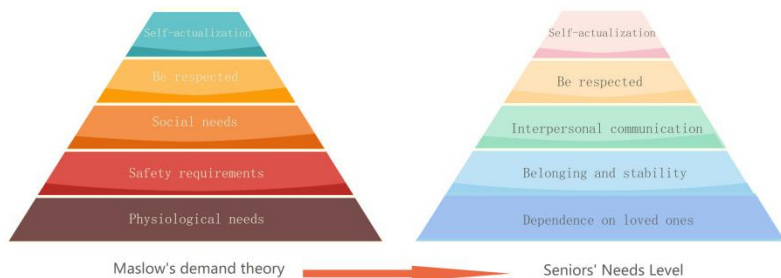 Self-actualization
Be respected
Social needs
Safety requirements
Physiological needs
Maslow's demand theory
Self-actualization
Be respected
Interpersonal communication
Belonging and stability
Dependence on loved ones
Seniors' Needs Level